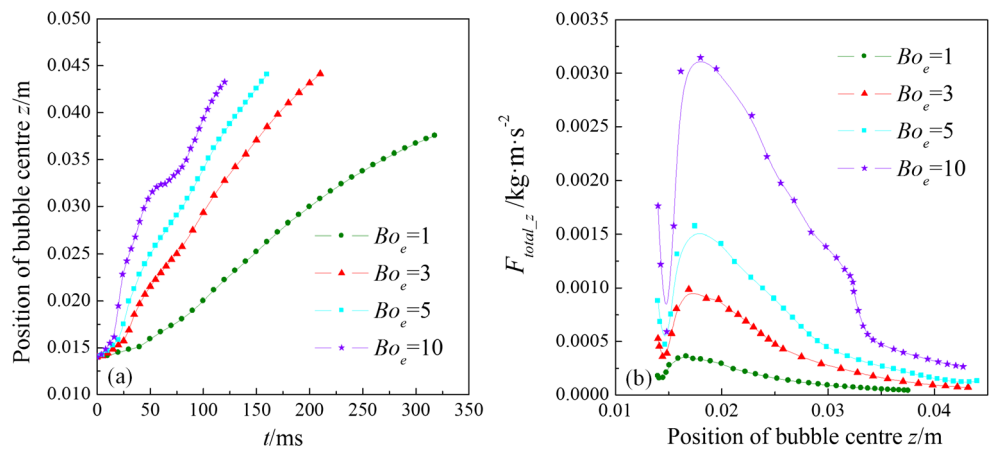 0.050
0.045
0.040
0.035
0.030
0.025
0.020
0.015
0.010
Position of bubble centre z/m
Bo_e=1
Bo_e=3
Bo_e=5
Bo_e=10
(a)
0 50 100 150 200 250 300 350
t/ms
0.0035
0.0030
0.0025
0.0020
0.0015
0.0010
0.0005
0.0000
F_total_z /kg·m·s⁻²
Bo_e=1
Bo_e=3
Bo_e=5
Bo_e=10
(b)
0.01 0.02 0.03 0.04
Position of bubble centre z/m